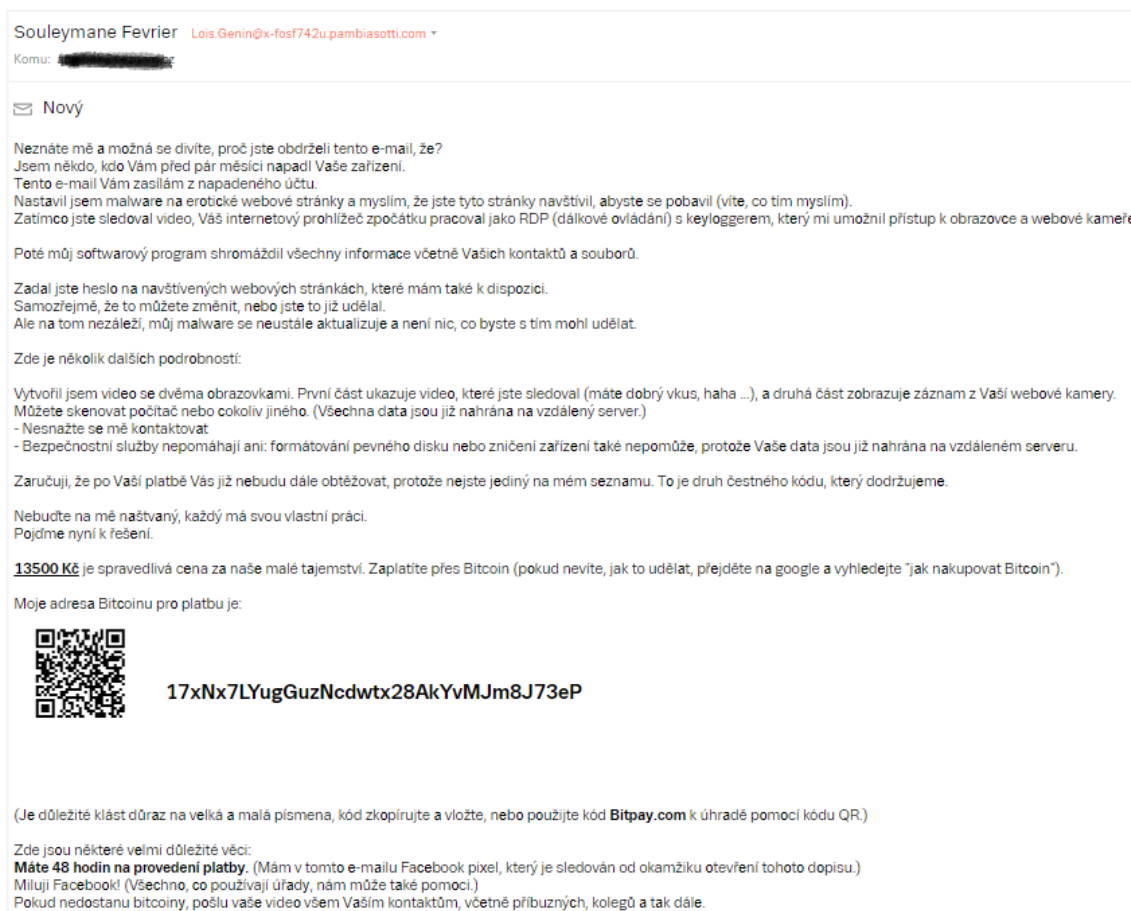 Souleymane Fevrier Lois.Genin@x-fosf742u.pambiasotti.com
Komu:
Nový
Neznáte mě a možná se divíte, proč jste obdrželi tento e-mail, že?
Jsem někdo, kdo Vám před pár měsíci napadl Vaše zařízení.
Tento e-mail Vám zasílám z napadeného účtu.
Nastavil jsem malware na erotické webové stránky a myslím, že jste tyto stránky navštívil, abyste se pobavil (víte, co tím myslím).
Zatímco jste sledoval video, Váš internetový prohlížeč zpočátku pracoval jako RDP (dálkové ovládání) s keyloggerem, který mi umožnil přístup k obrazovce a webové kameře
Poté můj softwarový program shromáždil všechny informace včetně Vašich kontaktů a souborů.
Zadal jste heslo na navštívených webových stránkách, které mám také k dispozici.
Samozřejmě, že to můžete změnit, nebo jste to již udělal.
Ale na tom nezáleží, můj malware se neustále aktualizuje a není nic, co byste s tím mohl udělat.
Zde je několik dalších podrobností:
Vytvořil jsem video se dvěma obrazovkami. První část ukazuje video, které jste sledoval (máte dobrý vkus, haha ...), a druhá část zobrazuje záznam z Vaší webové kamery.
Můžete skenovat počítač nebo cokoliv jiného. (Všechna data jsou již nahrána na vzdálený server.)
- Nesnažte se mě kontaktovat
- Bezpečnostní služby nepomáhají ani: formátování pevného disku nebo zničení zařízení také nepomůže, protože Vaše data jsou již nahrána na vzdáleném serveru.
Zaručuji, že po Vaší platbě Vás již nebudu dále obtěžovat, protože nejste jediný na mém seznamu. To je druh čestného kódu, který dodržujeme.
Nebuďte na mě naštvaný, každý má svou vlastní práci.
Pojďme nyní k řešení.
13500 Kč je spravedlivá cena za naše malé tajemství. Zaplatíte přes Bitcoin (pokud nevíte, jak to udělat, přejděte na google a vyhledejte "jak nakupovat Bitcoin").
Moje adresa Bitcoinu pro platbu je:
17xNx7LYugGuzNcdwtx28AkYvMJm8J73eP
(Je důležité klást důraz na velká a malá písmena, kód zkopírujte a vložte, nebo použijte kód Bitpay.com k úhradě pomocí kódu QR.)
Zde jsou některé velmi důležité věci:
Máte 48 hodin na provedení platby. (Mám v tomto e-mailu Facebook pixel, který je sledován od okamžiku otevření tohoto dopisu.)
Miluji Facebook! (Všechno, co používají úřady, nám může také pomoci.)
Pokud nedostanu bitcoiny, pošlu vaše video všem Vašim kontaktům, včetně příbuzných, kolegů a tak dále.